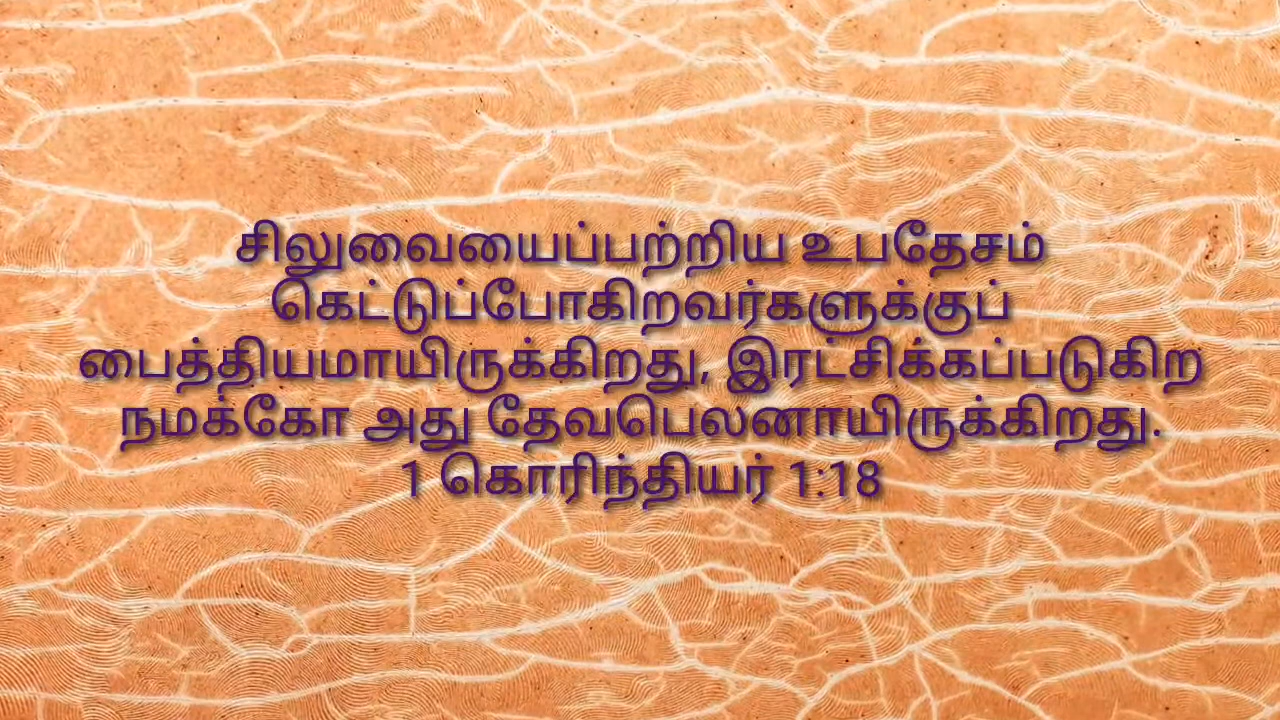 சிலுவையைப்பற்றிய உபதேசம்
கெட்டுப்போகிறவர்களுக்குப்
பைத்தியமாயிருக்கிறது, இரட்சிக்கப்படுகிற
நமக்கோ அது தேவபெலனாயிருக்கிறது.
1 கொரிந்தியர் 1:18